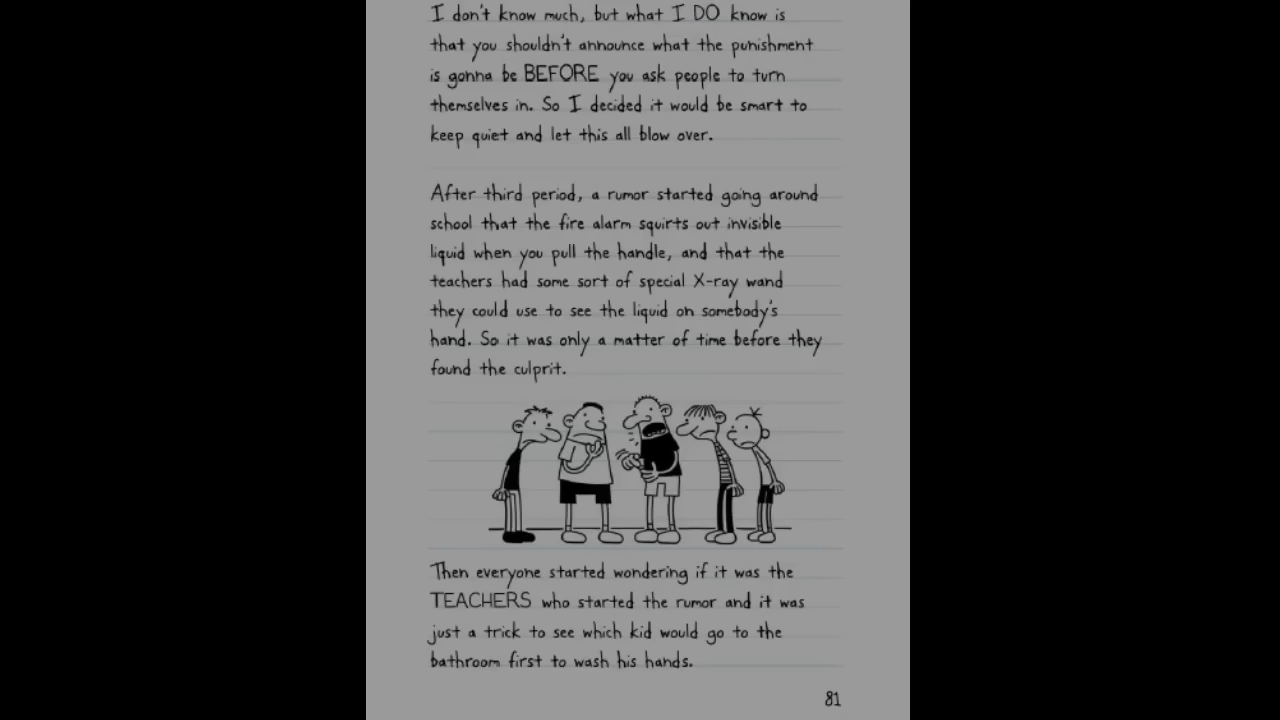 I don't know much, but what I DO know is
that you shouldn't announce what the punishment
is gonna be BEFORE you ask people to turn
themselves in. So I decided it would be smart to
keep quiet and let this all blow over.
After third period, a rumor started going around
school that the fire alarm squirts out invisible
liquid when you pull the handle, and that the
teachers had some sort of special X-ray wand
they could use to see the liquid on somebody's
hand. So it was only a matter of time before they
found the culprit.
Then everyone started wondering if it was the
TEACHERS who started the rumor and it was
just a trick to see which kid would go to the
bathroom first to wash his hands.
81